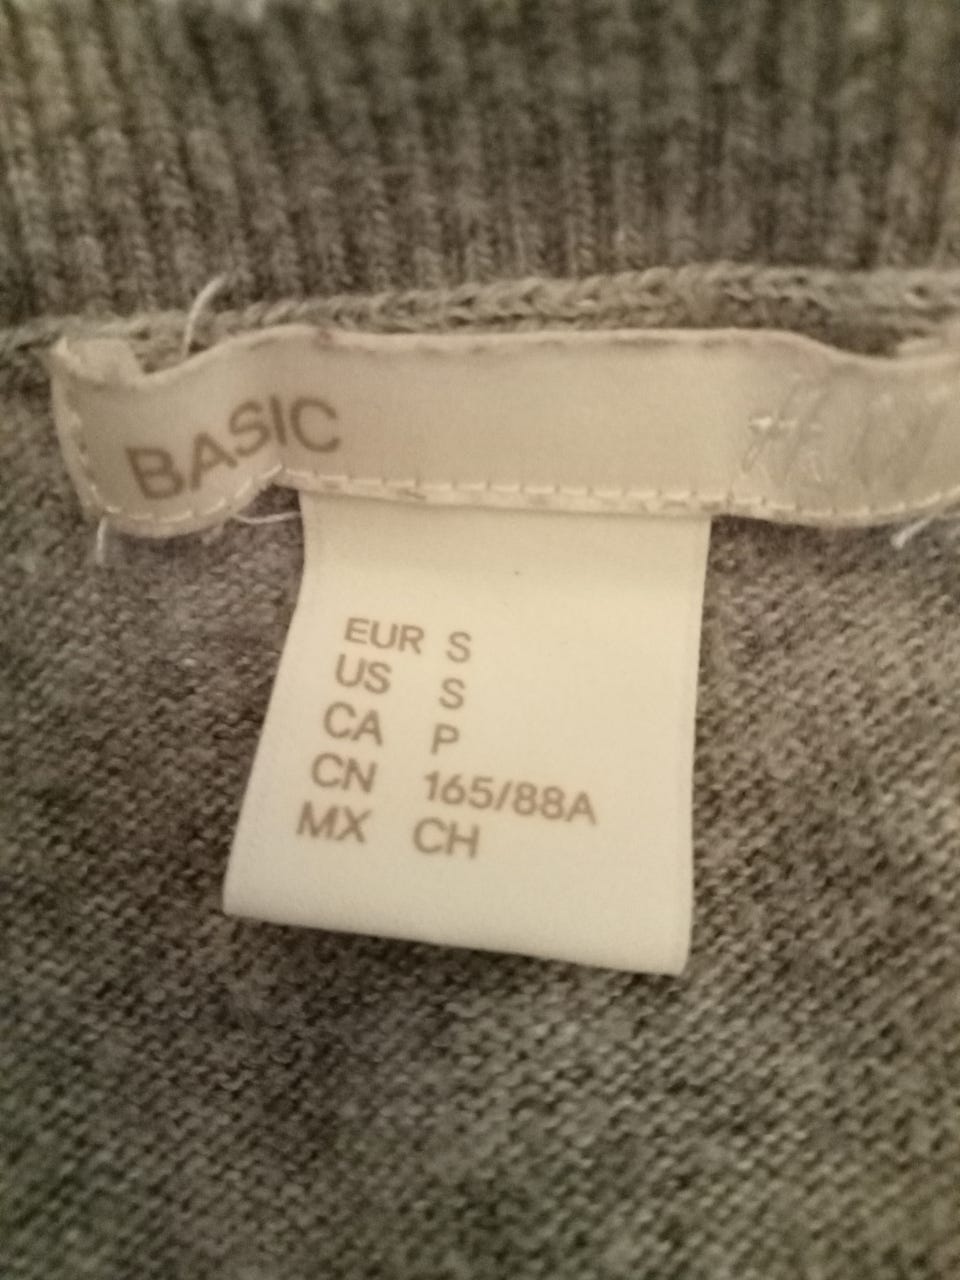 BASIC
EUR S
US S
CA P
CN 165/88A
MX CH